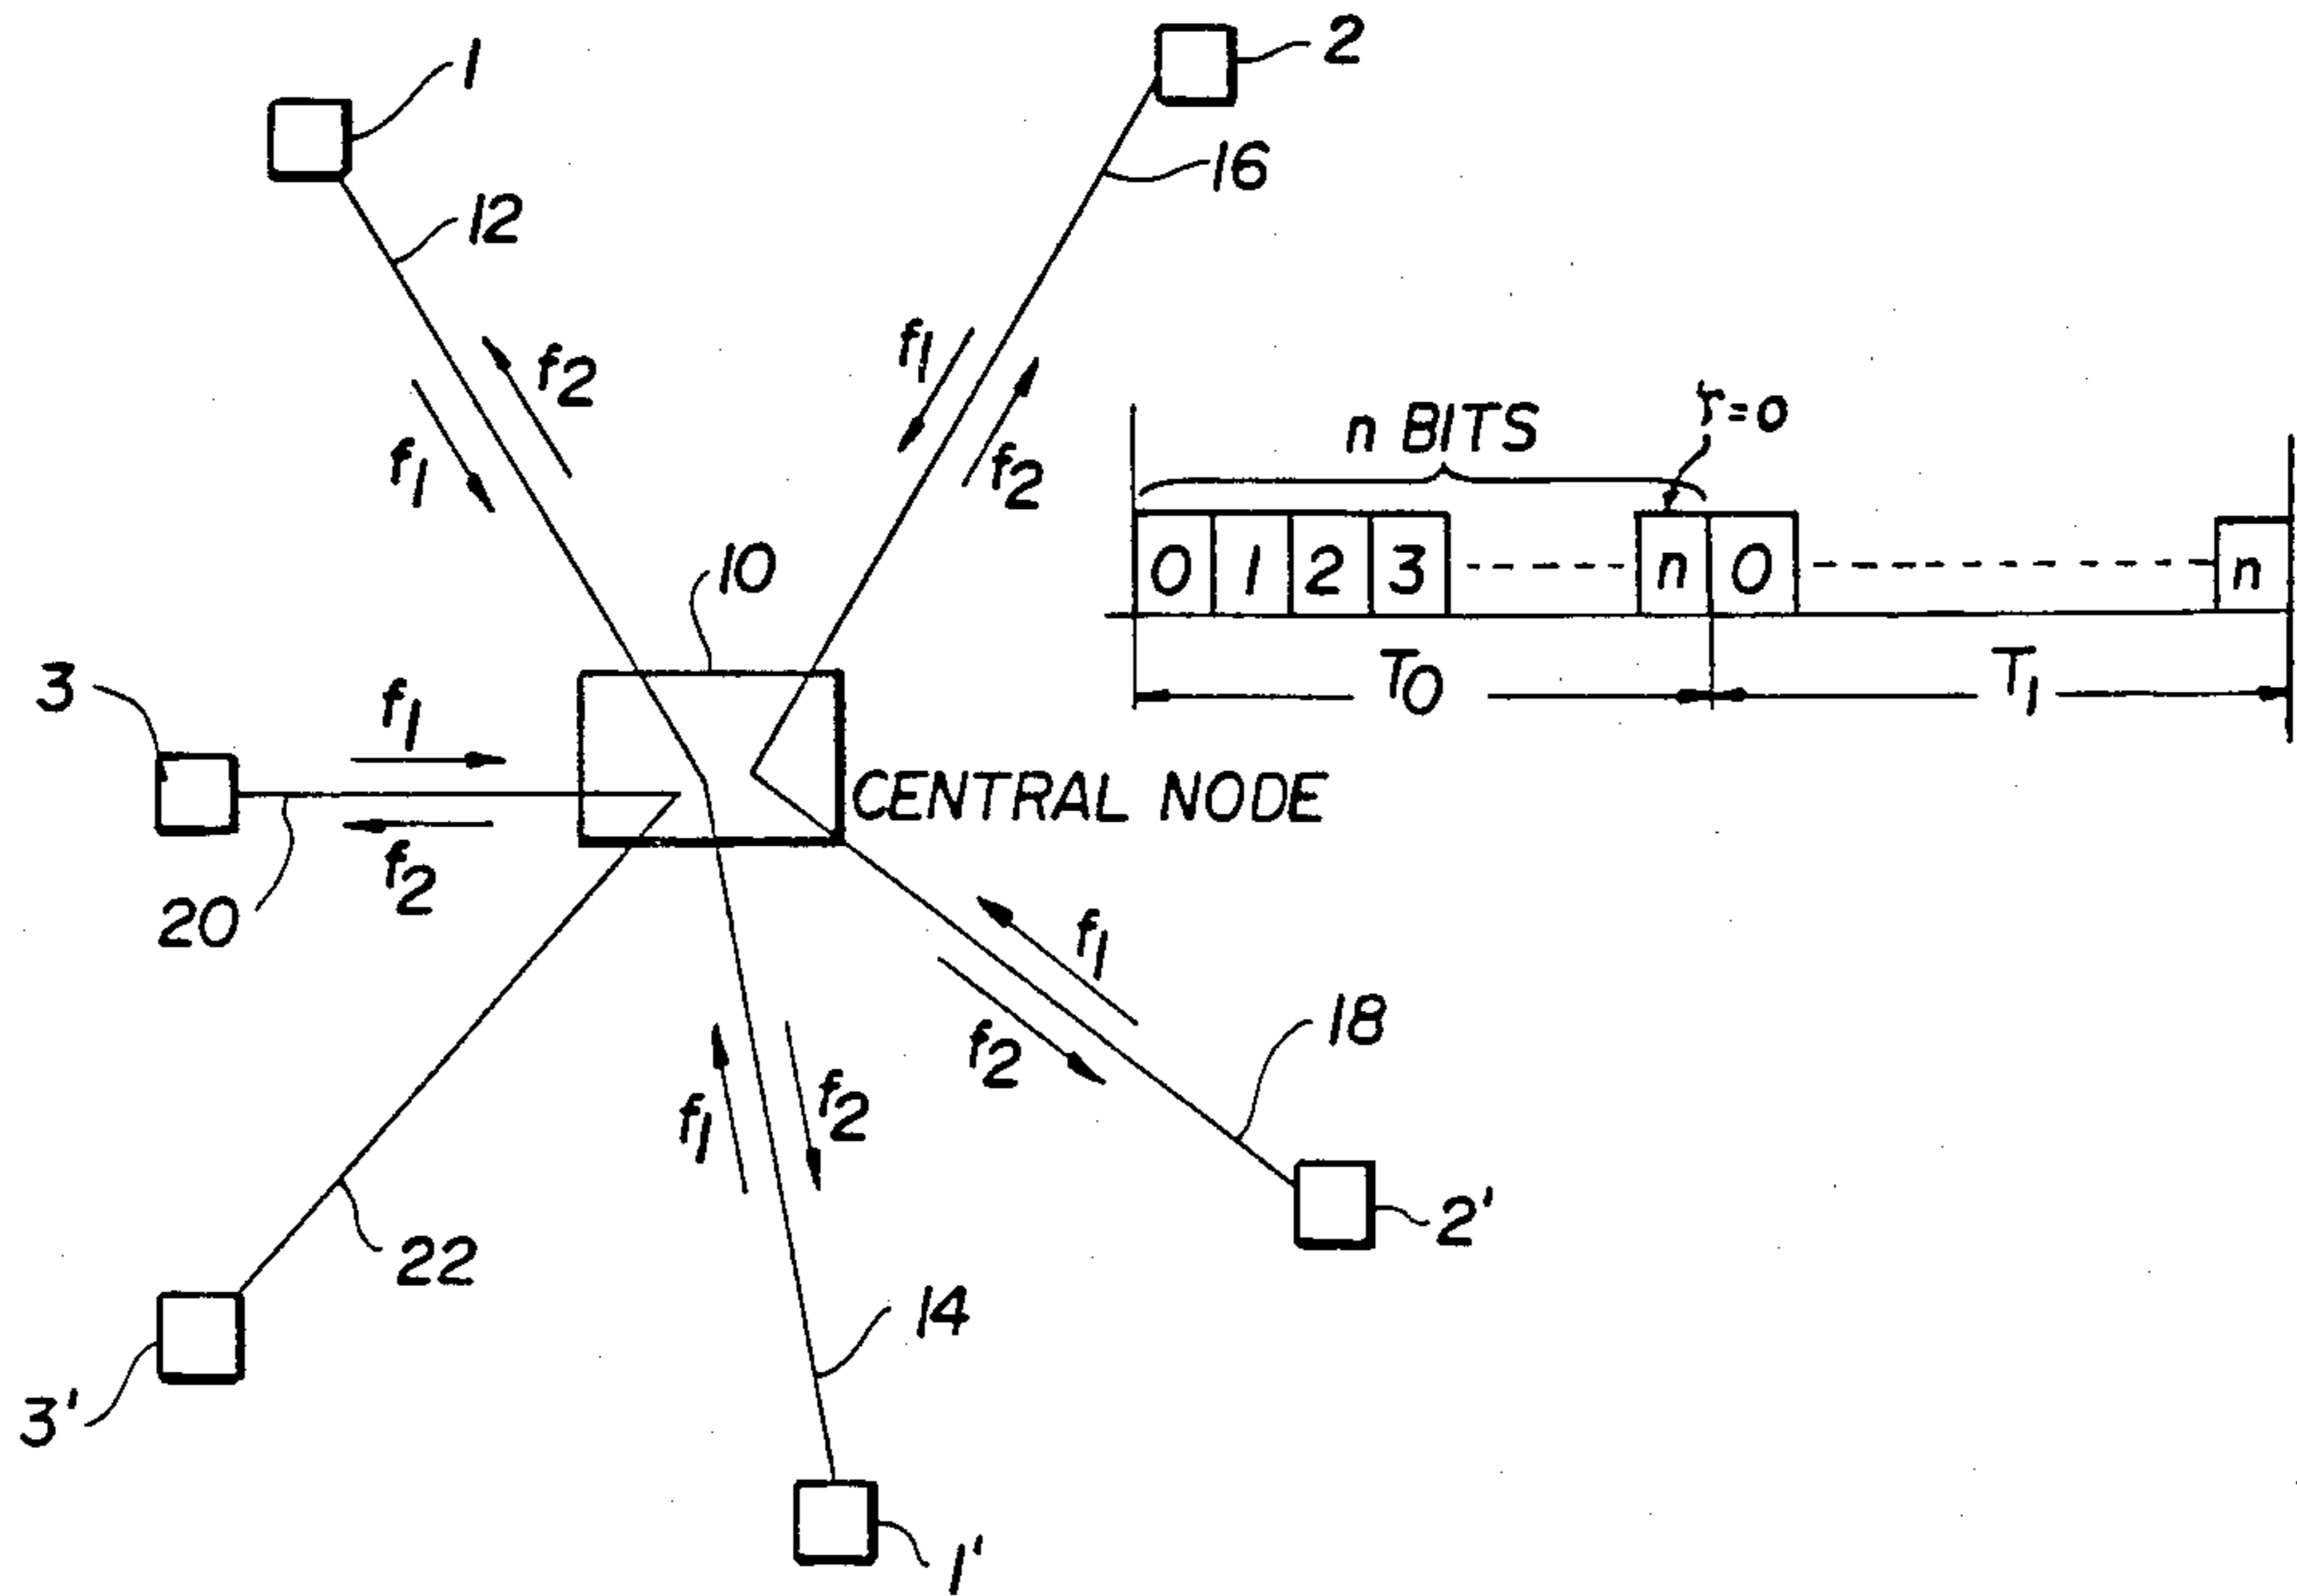 1
2
12
16
f2
f1
f1
f2
n BITS
τ=0
0 1 2 3 n 0 n
10
T0
T1
3
f1
CENTRAL NODE
f2
20
f1
f2
18
f1
f2
2'
22
14
3'
1'